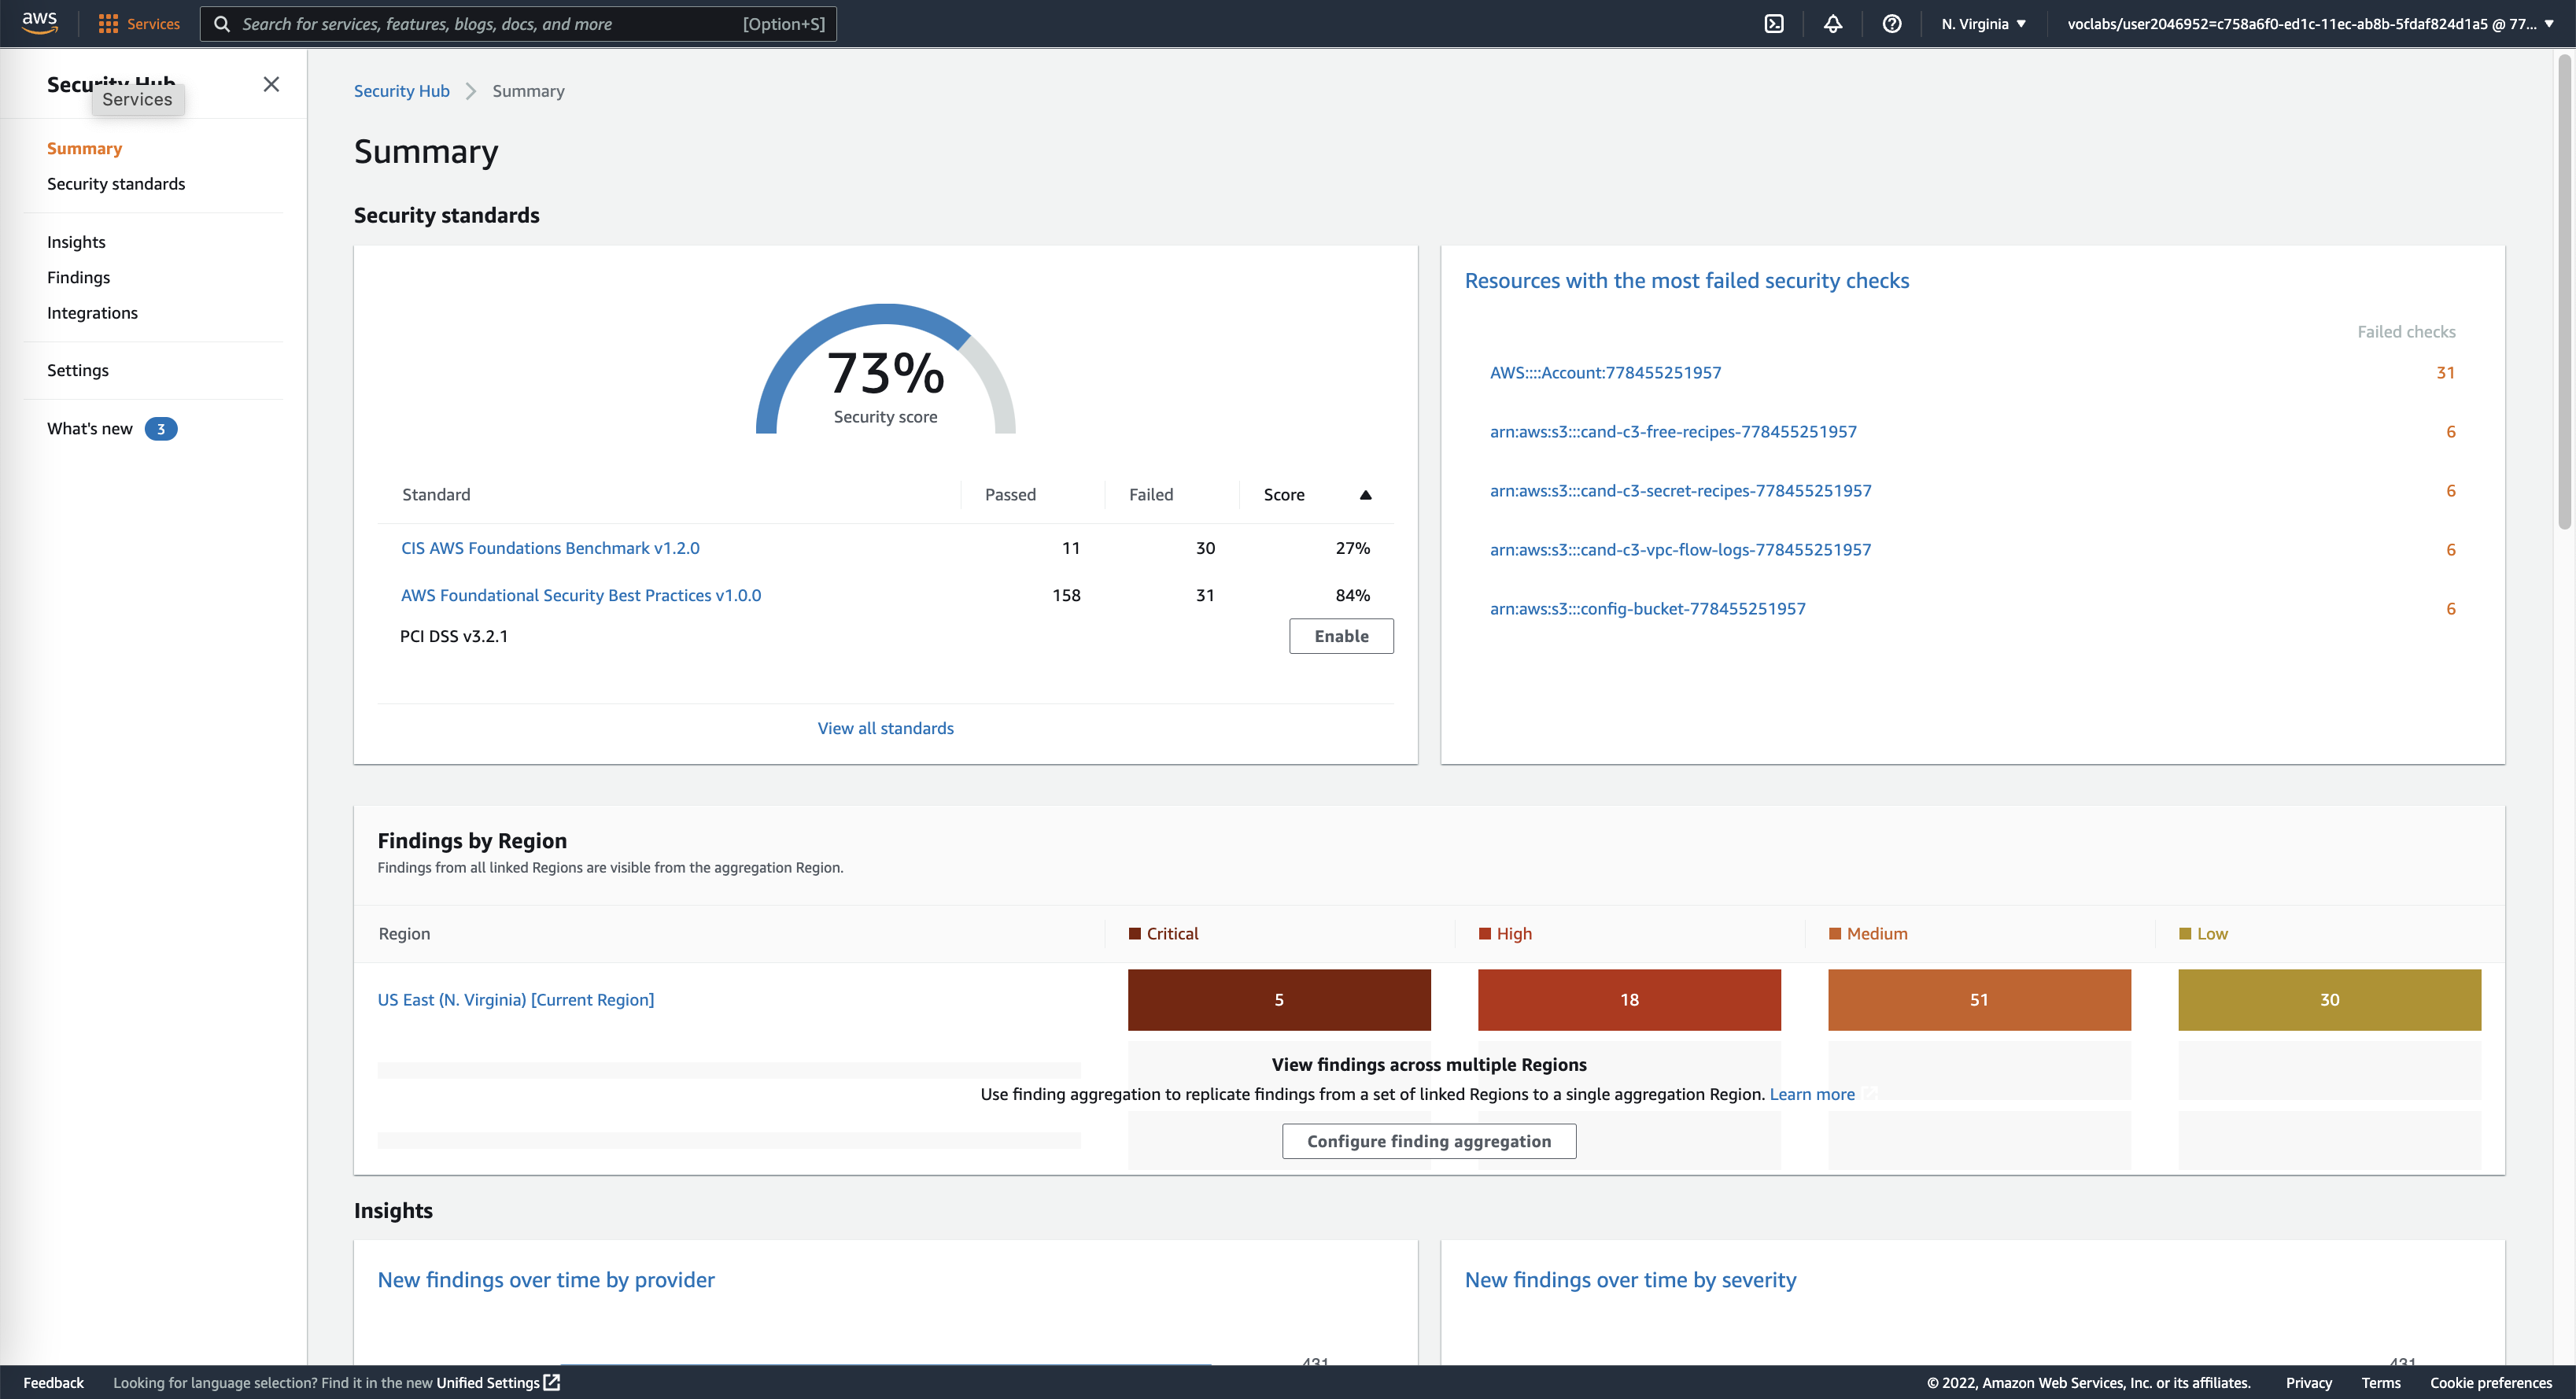 aws
Services
Search for services, features, blogs, docs, and more
[Option+S]
N. Virginia
voclabs/user2046952=c758a6f0-ed1c-11ec-ab8b-5fdaf824d1a5 @ 77...
Security Hub
Services
Summary
Security standards
Insights
Findings
Integrations
Settings
What's new 3
Security Hub
Summary
Summary
Security standards
73%
Security score
Standard Passed Failed Score
CIS AWS Foundations Benchmark v1.2.0 11 30 27%
AWS Foundational Security Best Practices v1.0.0 158 31 84%
PCI DSS v3.2.1 Enable
View all standards
Resources with the most failed security checks
Failed checks
AWS::::Account:778455251957 31
arn:aws:s3:::cand-c3-free-recipes-778455251957 6
arn:aws:s3:::cand-c3-secret-recipes-778455251957 6
arn:aws:s3:::cand-c3-vpc-flow-logs-778455251957 6
arn:aws:s3:::config-bucket-778455251957 6
Findings by Region
Findings from all linked Regions are visible from the aggregation Region.
Region Critical High Medium Low
US East (N. Virginia) [Current Region] 5 18 51 30
View findings across multiple Regions
Use finding aggregation to replicate findings from a set of linked Regions to a single aggregation Region. Learn more
Configure finding aggregation
Insights
New findings over time by provider
431
New findings over time by severity
431
Feedback
Looking for language selection? Find it in the new Unified Settings
© 2022, Amazon Web Services, Inc. or its affiliates.
Privacy
Terms
Cookie preferences